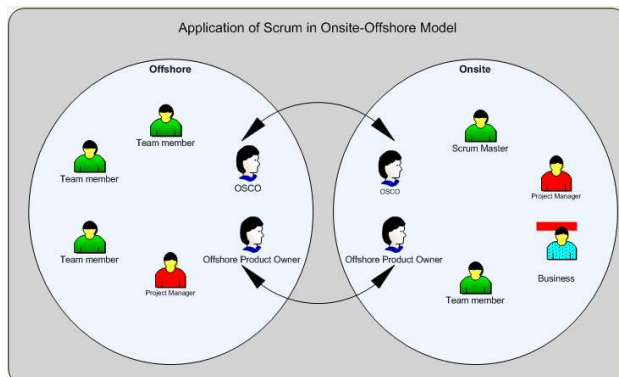 Application of Scrum in Onsite-Offshore Model
Offshore
Team member
Team member
OSCO
Team member
Offshore Product Owner
Project Manager
Onsite
Scrum Master
OSCO
Project Manager
Offshore Product Owner
Business
Team member